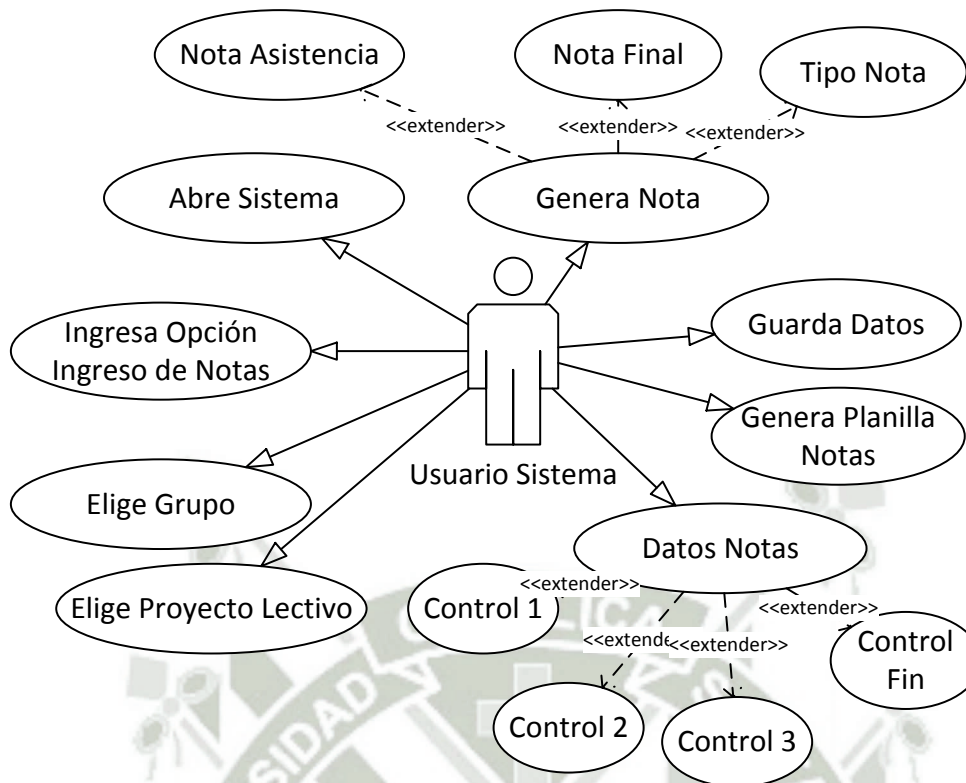 Nota Asistencia
Nota Final
Tipo Nota
<<extender>>
<<extender>>
<<extender>>
Abre Sistema
Genera Nota
Ingresa Opción
Ingreso de Notas
Guarda Datos
Genera Planilla
Notas
Usuario Sistema
Elige Grupo
Datos Notas
Elige Proyecto Lectivo
Control 1
<<extender>>
<<extender>>
<<extender>>
Control
Fin
Control 2
Control 3
SIDAD
CA
S